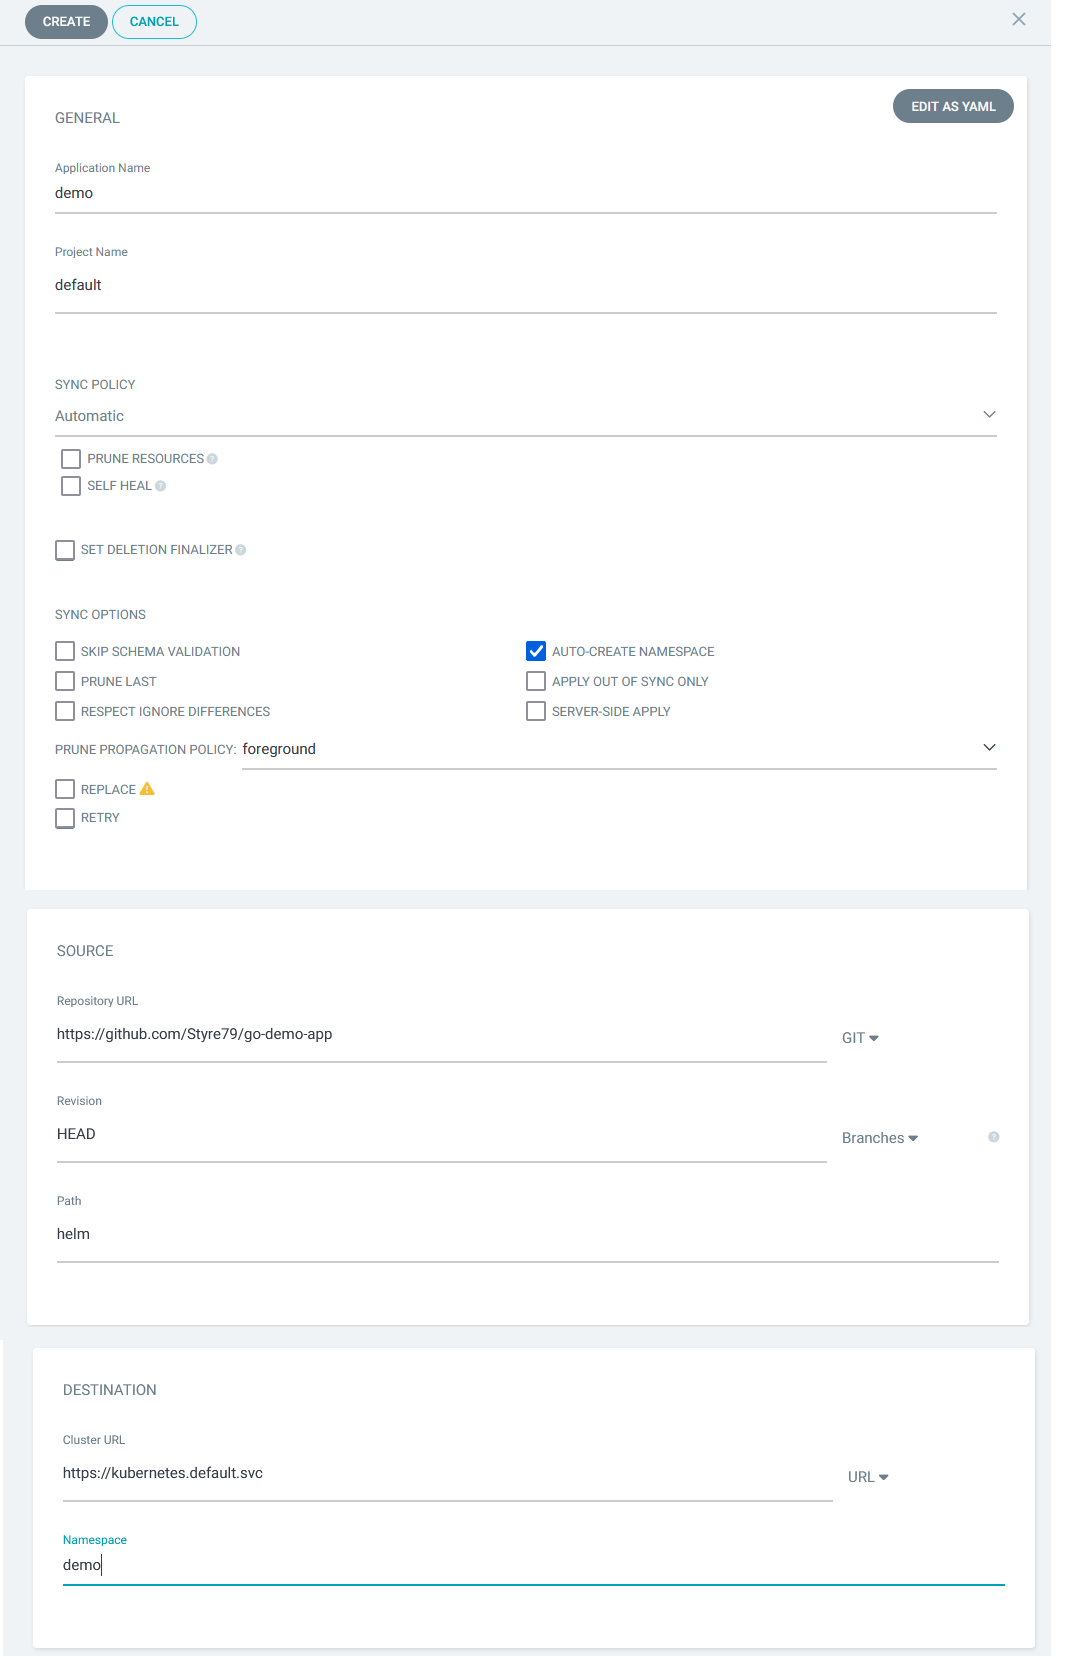 CREATE CANCEL
EDIT AS YAML
GENERAL
Application Name
demo
Project Name
default
SYNC POLICY
Automatic
PRUNE RESOURCES ?
SELF HEAL ?
SET DELETION FINALIZER ?
SYNC OPTIONS
SKIP SCHEMA VALIDATION AUTO-CREATE NAMESPACE
PRUNE LAST APPLY OUT OF SYNC ONLY
RESPECT IGNORE DIFFERENCES SERVER-SIDE APPLY
PRUNE PROPAGATION POLICY: foreground
REPLACE
RETRY
SOURCE
Repository URL
https://github.com/Styre79/go-demo-app GIT
Revision
HEAD Branches ?
Path
helm
DESTINATION
Cluster URL
https://kubernetes.default.svc URL
Namespace
demo